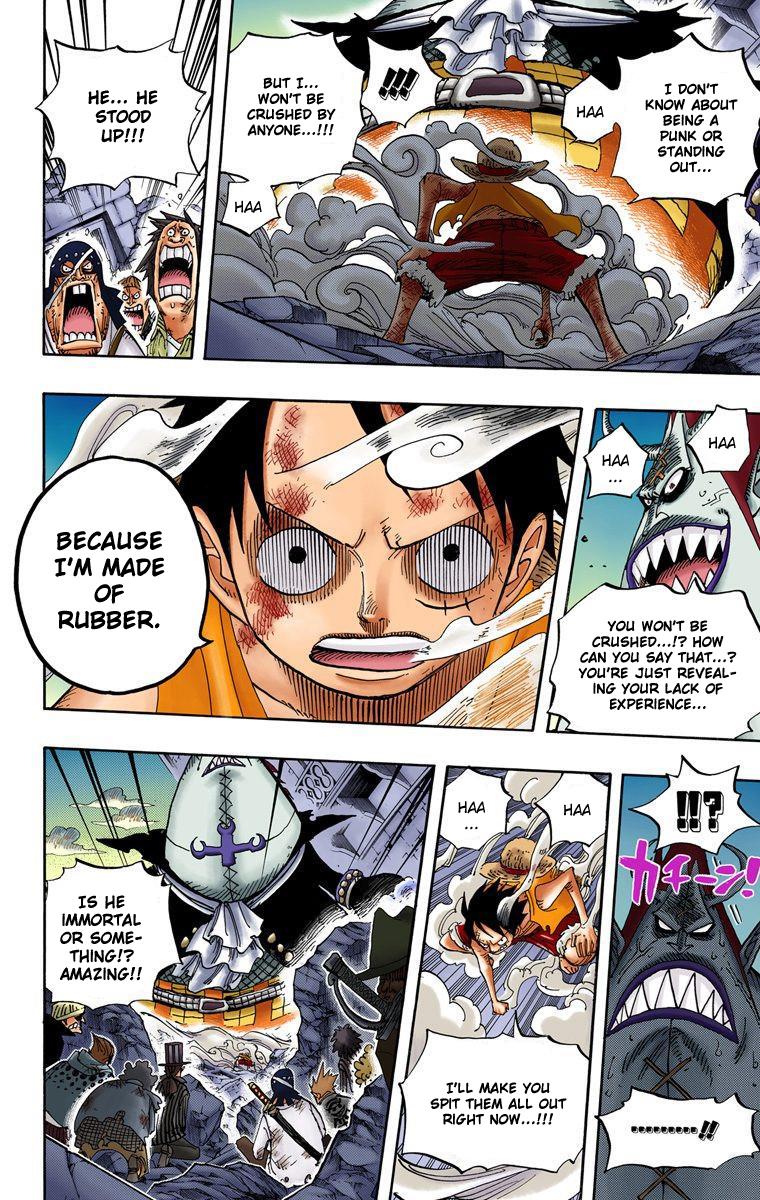 I DON'T
KNOW ABOUT
BEING A
PUNK OR
STANDING
OUT...
HAA
!!!
BUT I...
WON'T BE
CRUSHED BY
ANYONE...!!!
HAA
HE... HE
STOOD
UP!!!
HAA
HAA
...
YOU WON'T BE
CRUSHED...!? HOW
CAN YOU SAY THAT...?
YOU'RE JUST REVEAL-
ING YOUR LACK OF
EXPERIENCE...
BECAUSE
I'M MADE
OF
RUBBER.
!!?
カチーン!
..........!!
HAA
HAA
...
I'LL MAKE YOU
SPIT THEM ALL OUT
RIGHT NOW...!!!
IS HE
IMMORTAL
OR SOME-
THING!?
AMAZING!!